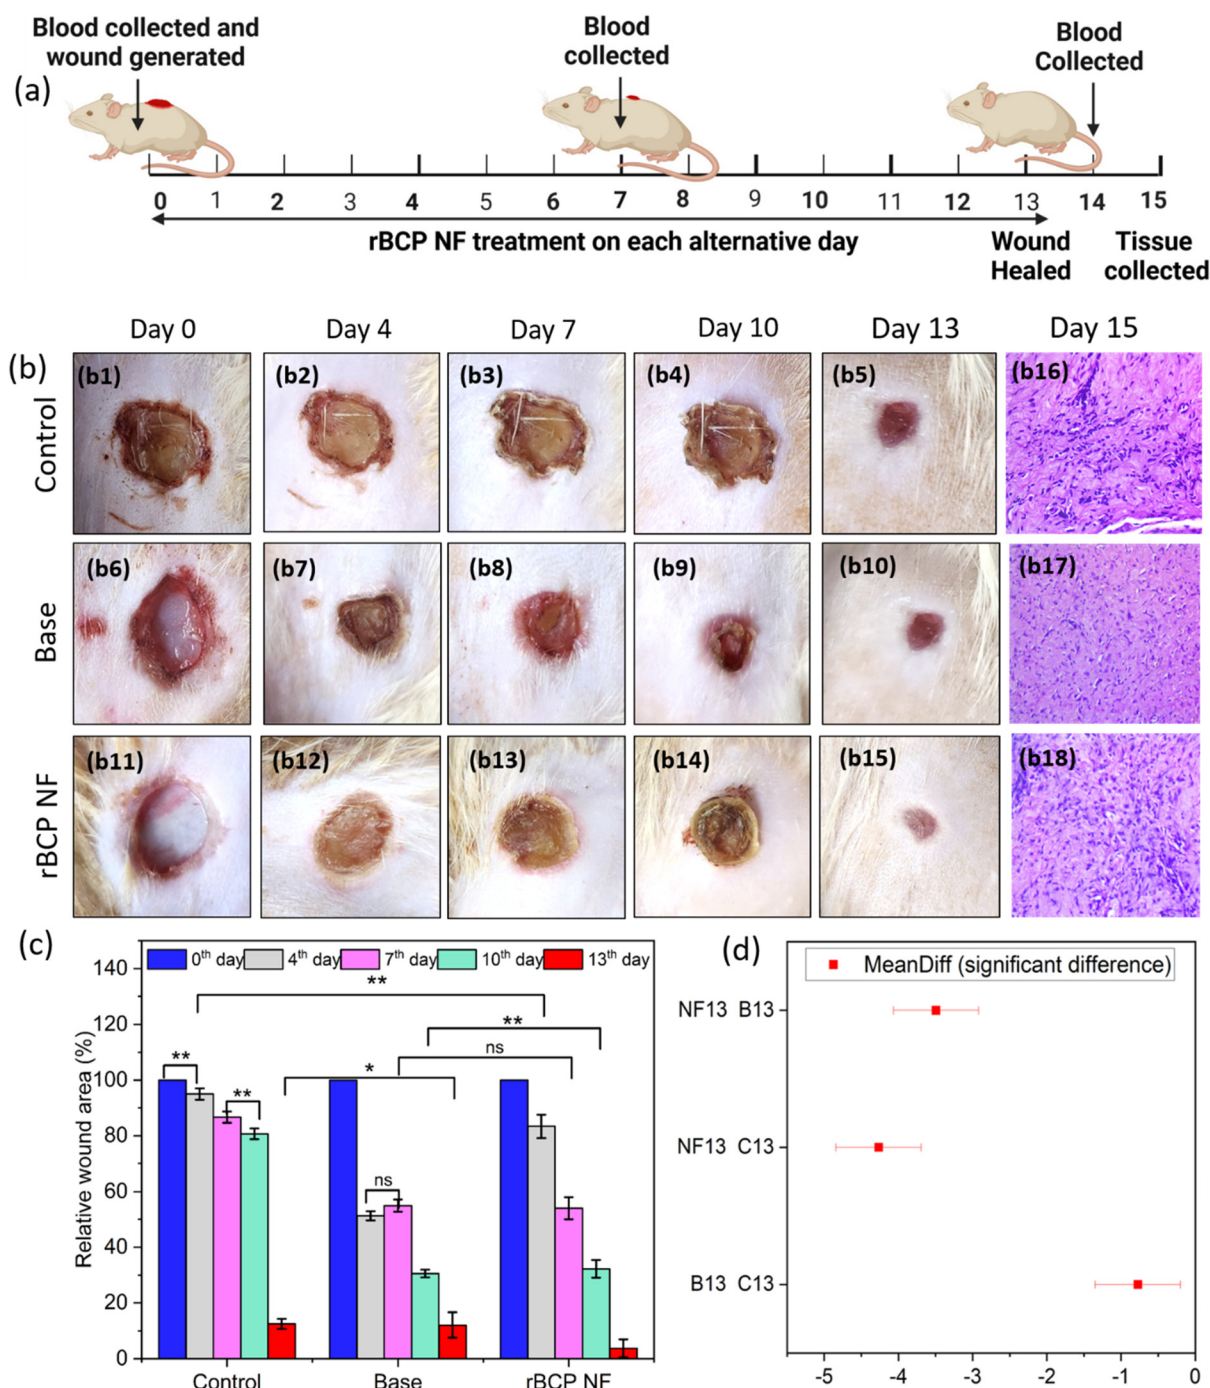 Blood collected and
wound generated
Blood
collected
Blood
Collected
(a)
0 1 2 3 4 5 6 7 8 9 10 11 12 13 14 15
rBCP NF treatment on each alternative day
Wound
Healed
Tissue
collected
Day 0 Day 4 Day 7 Day 10 Day 13 Day 15
(b)
Control
(b1) (b2) (b3) (b4) (b5) (b16)
Base
(b6) (b7) (b8) (b9) (b10) (b17)
rBCP NF
(b11) (b12) (b13) (b14) (b15) (b18)
(c)
0th day 4th day 7th day 10th day 13th day
Relative wound area (%)
140
120
100
80
60
40
20
0
**
**
ns
*
**
**
ns
Control Base rBCP NF
(d)
MeanDiff (significant difference)
NF13 B13
NF13 C13
B13 C13
-5 -4 -3 -2 -1 0